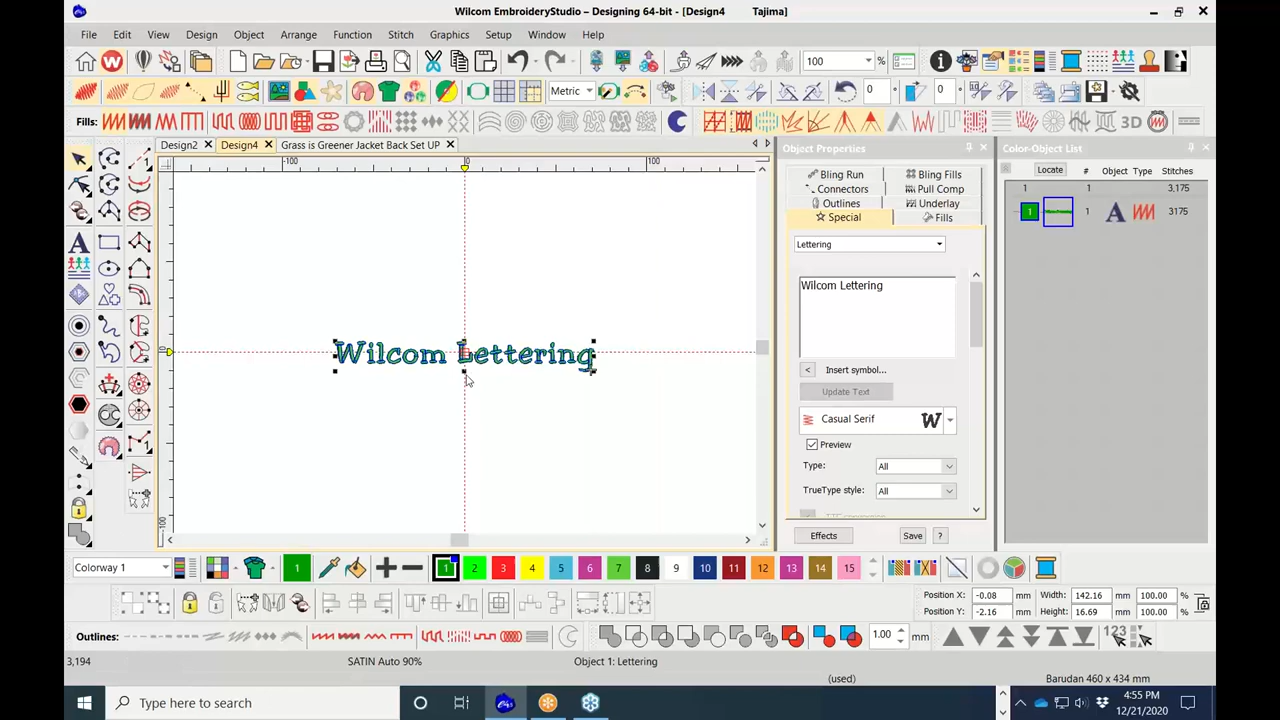 Wilcom EmbroideryStudio – Designing 64-bit - [Design4 Tajima]
File Edit View Design Object Arrange Function Stitch Graphics Setup Window Help
100 %
Metric 0 0
Fills: 3D
Design2 Design4 Grass is Greener Jacket Back Set UP
100 0 100
0
100
Wilcom Lettering
Object Properties
Bling Run Bling Fills
Connectors Pull Comp
Outlines Underlay
Special Fills
Lettering
Wilcom Lettering
Insert symbol...
Update Text
Casual Serif W
Preview
Type: All
TrueType style: All
Effects Save ?
Color-Object List
Locate # Object Type Stitches
1 1 3,175
1 1 A 3175
Colorway 1 1 1 2 3 4 5 6 7 8 9 10 11 12 13 14 15
Position X: -0.08 mm Width: 142.16 mm 100.00 %
Position Y: -2.16 mm Height: 16.69 mm 100.00 %
Outlines: 1.00 mm 123
3,194 SATIN Auto 90% Object 1: Lettering
(used) Barudan 460 x 434 mm
Type here to search
4:55 PM
12/21/2020